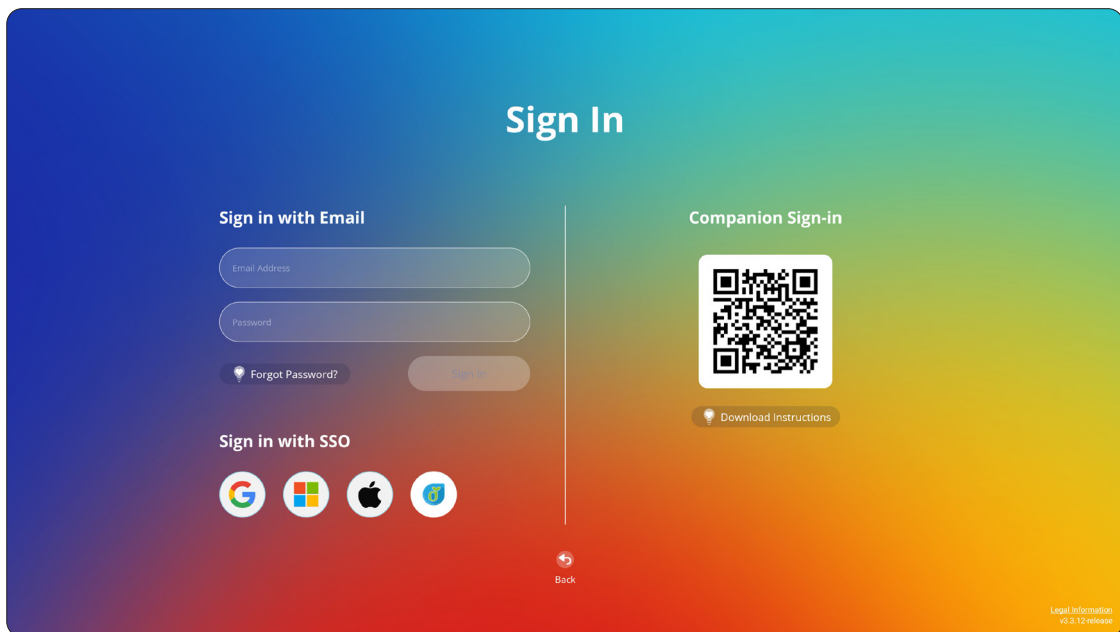 Sign In
Sign in with Email
Email Address
Password
Forgot Password?
Sign In
Sign in with SSO
Companion Sign-in
Download Instructions
Back
Legal Information
v3.3.12-release